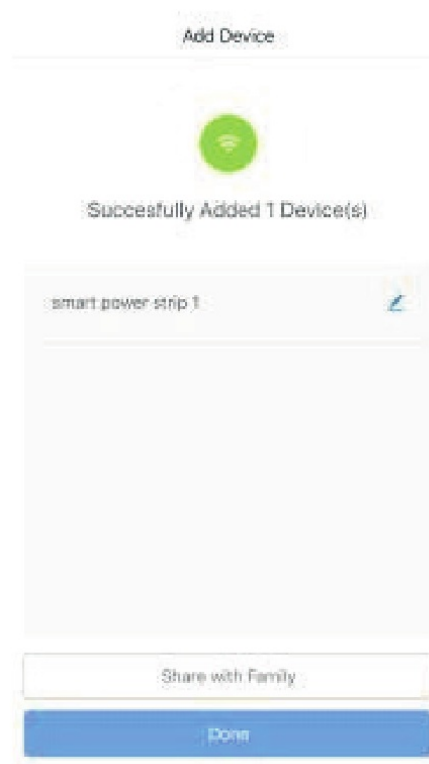 Add Device
Succesfully Added 1 Device(s)
smart power strip 1
Share with Family
Done